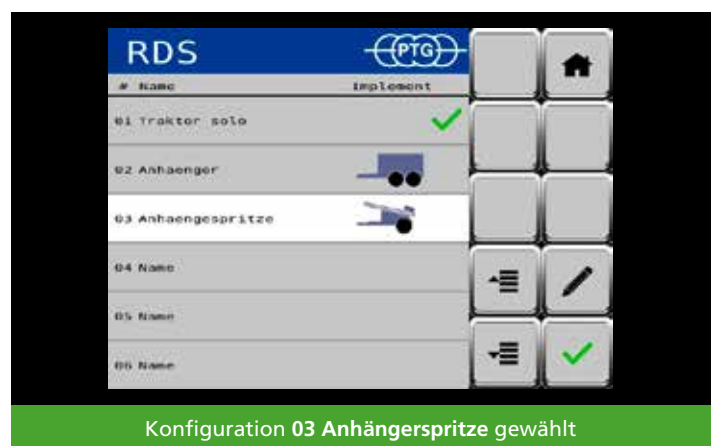 RDS PTG
# Name Implement
01 Traktor solo
02 Anhaenger
03 Anhaengespritze
04 Name
05 Name
06 Name
Konfiguration 03 Anhängerspritze gewählt